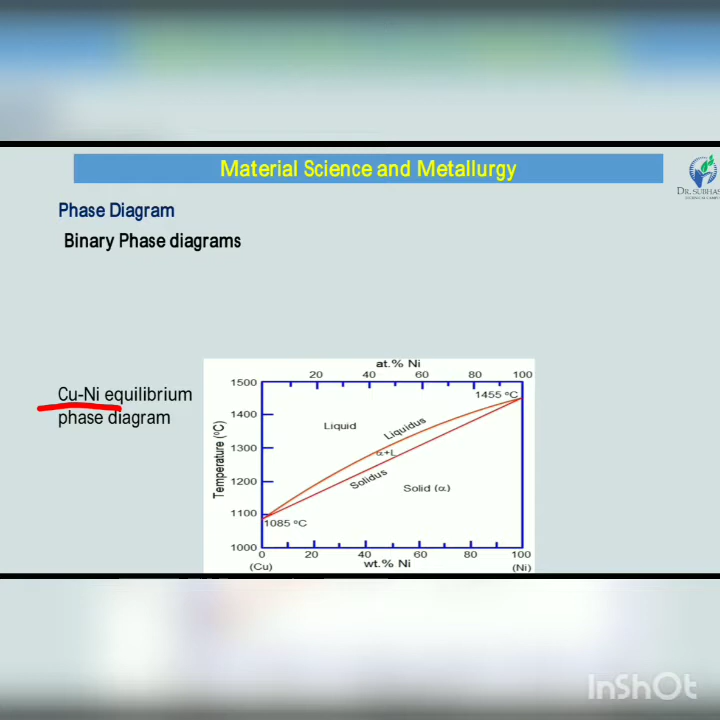 Material Science and Metallurgy
DR. SUBHAS
Phase Diagram
Binary Phase diagrams
Cu-Ni equilibrium
phase diagram
at.% Ni
20 40 60 80 100
1500
1400
1300
1200
1100
1000
Temperature (ºC)
1455 ºC
Liquid
Liquidus
α+L
Solidus
Solid (α)
1085 ºC
0 20 40 60 80 100
(Cu) wt.% Ni (Ni)
InShOt